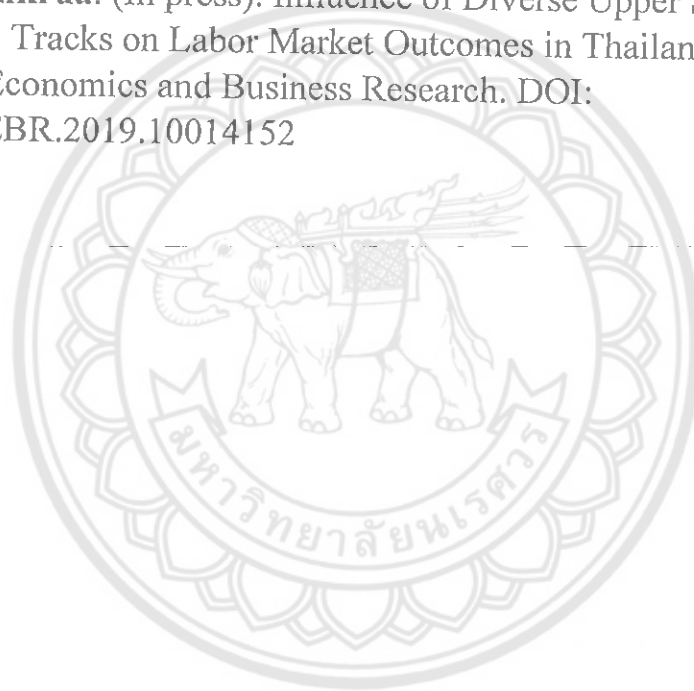 (in press). Influence of Diverse Upper
Tracks on Labor Market Outcomes in Thailan
Economics and Business Research. DOI:
EBR.2019.10014152
มหาวิทยาลัยนเรศวร